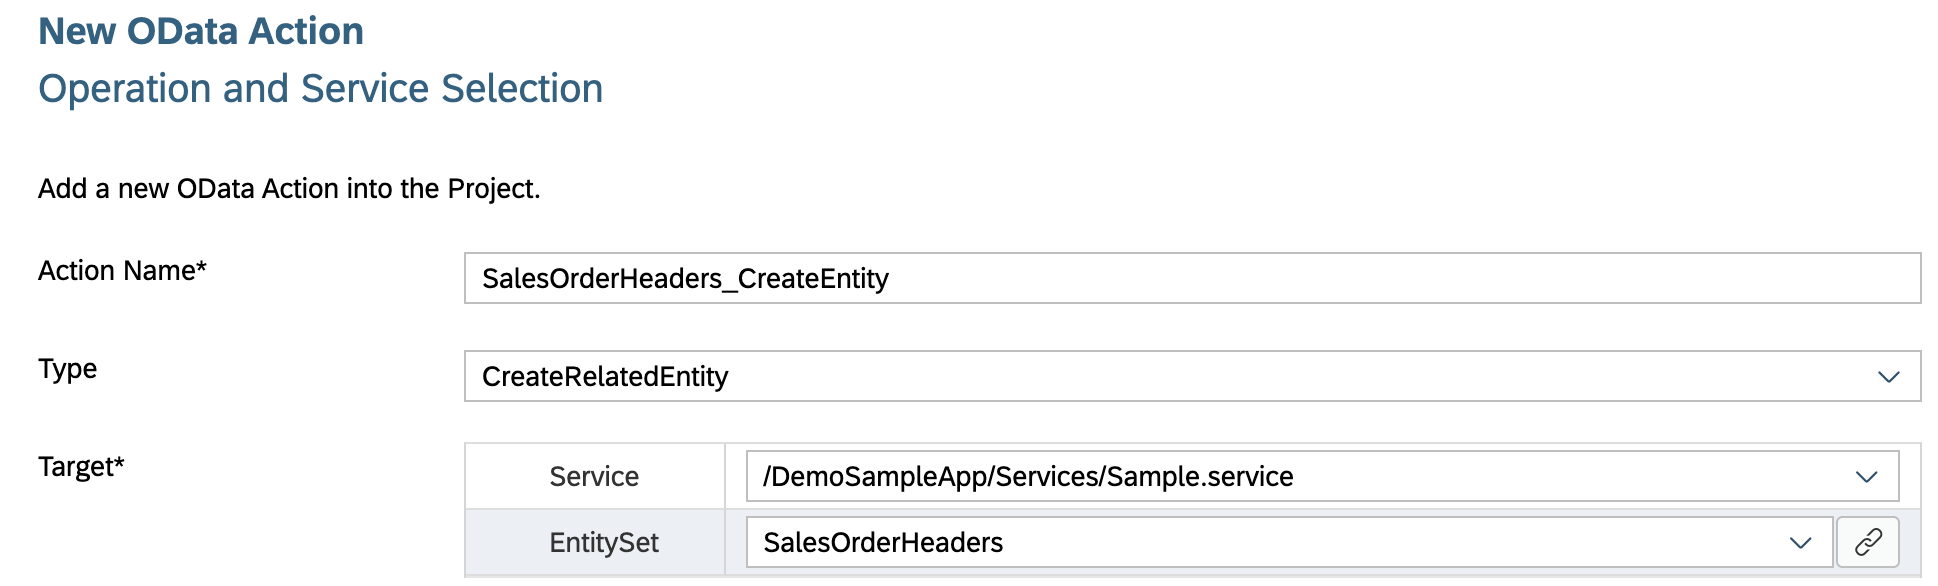 New OData Action
Operation and Service Selection
Add a new OData Action into the Project.
Action Name*
SalesOrderHeaders_CreateEntity
Type
CreateRelatedEntity
Target*
Service
/DemoSampleApp/Services/Sample.service
EntitySet
SalesOrderHeaders